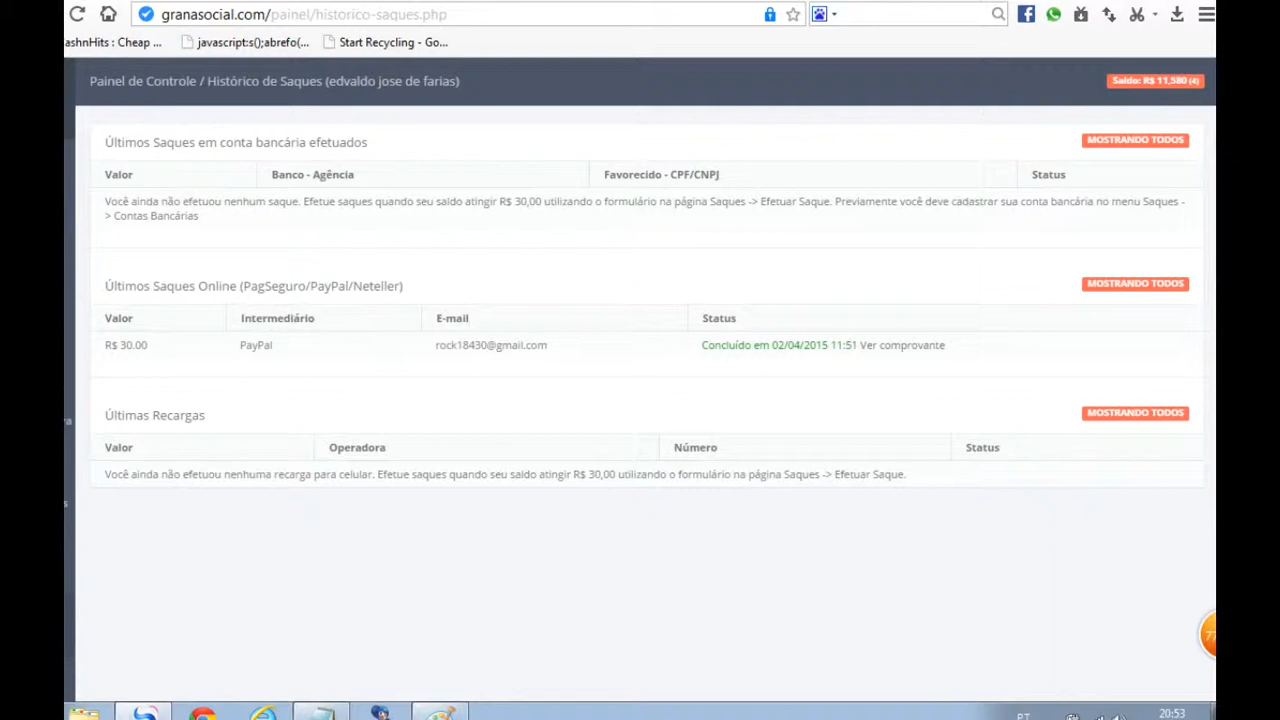 granasocial.com/painel/historico-saques.php
ashnHits : Cheap ... javascript:s();abrefo(... Start Recycling - Go...
Painel de Controle / Histórico de Saques (edvaldo jose de farias) Saldo: R$ 11,580 (4)
Últimos Saques em conta bancária efetuados MOSTRANDO TODOS
Valor Banco - Agência Favorecido - CPF/CNPJ Status
Você ainda não efetuou nenhum saque. Efetue saques quando seu saldo atingir R$ 30,00 utilizando o formulário na página Saques -> Efetuar Saque. Previamente você deve cadastrar sua conta bancária no menu Saques -
> Contas Bancárias
Últimos Saques Online (PagSeguro/PayPal/Neteller) MOSTRANDO TODOS
Valor Intermediário E-mail Status
R$ 30.00 PayPal rock18430@gmail.com Concluído em 02/04/2015 11:51 Ver comprovante
Últimas Recargas MOSTRANDO TODOS
ra
Valor Operadora Número Status
Você ainda não efetuou nenhuma recarga para celular. Efetue saques quando seu saldo atingir R$ 30,00 utilizando o formulário na página Saques -> Efetuar Saque.
s
77
PT 20:53